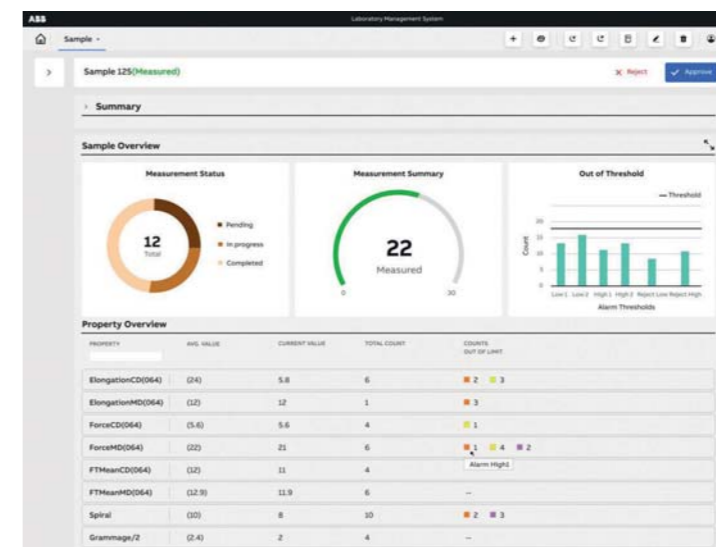 ABB Laboratory Management System
Sample
Sample 125(Measured) Reject Approve
Summary
Sample Overview
Measurement Status
12
Total
Pending
In progress
Completed
Measurement Summary
22
Measured
0 30
Out of Threshold
Threshold
Count
20
15
10
5
0
Low 1 Low 2 High 1 High 2 Reject Low Reject High
Alarm Thresholds
Property Overview
PROPERTY AVG. VALUE CURRENT VALUE TOTAL COUNT COUNTS
OUT OF LIMIT
ElongationCD(064) (24) 5.8 6 2 3
ElongationMD(064) (12) 12 1 3
ForceCD(064) (5.6) 5.6 4 1
ForceMD(064) (22) 21 6 1 4 2
Alarm High1
FTMeanCD(064) (12) 11 4
FTMeanMD(064) (12.9) 11.9 6 --
Spiral (10) 8 10 2 3
Grammage/2 (2.4) 2 4 --